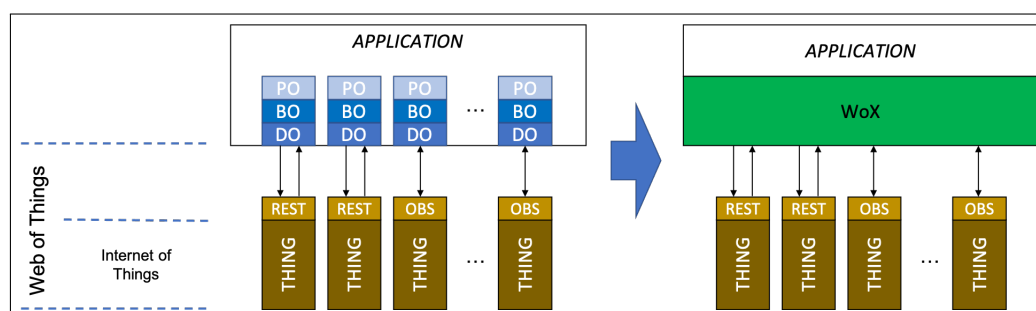 APPLICATION
PO PO PO ... PO
BO BO BO BO
DO DO DO DO
REST REST OBS OBS
THING THING THING ... THING
Web of Things
Internet of
Things
APPLICATION
WoX
REST REST OBS OBS
THING THING THING ... THING